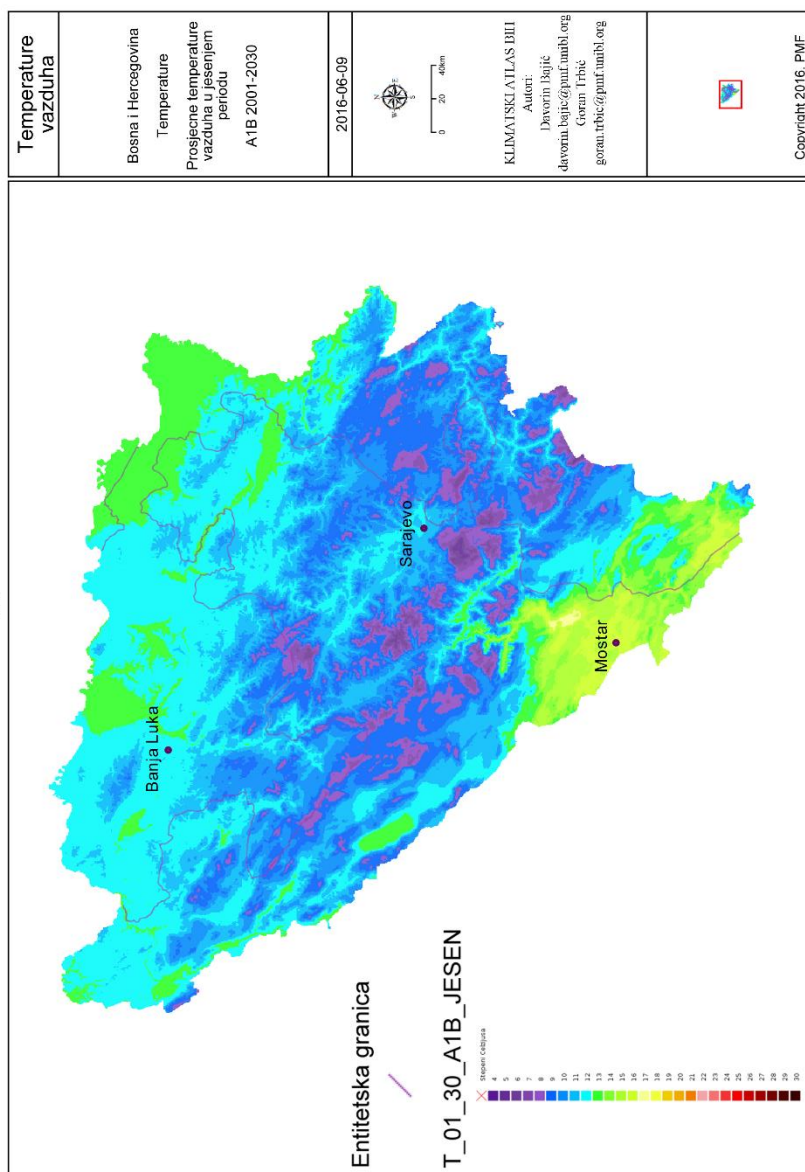 Temperature
vazduha
Bosna i Hercegovina
Temperature
Prosjecne temperature
vazduha u jesenjem
periodu
A1B 2001-2030
2016-06-09
N
W E
S
0 20 40km
KLIMATSKI ATLAS BIH
Autori:
Davorin Bajić
davorin.bajic@pmf.unibl.org
Goran Trbić
goran.trbic@pmf.unibl.org
Copyright 2016. PMF
Banja Luka
Sarajevo
Mostar
Entitetska granica
T_01_30_A1B_JESEN
Stepeni Celzijusa
4
5
6
7
8
9
10
11
12
13
14
15
16
17
18
19
20
21
22
23
24
25
26
27
28
29
30